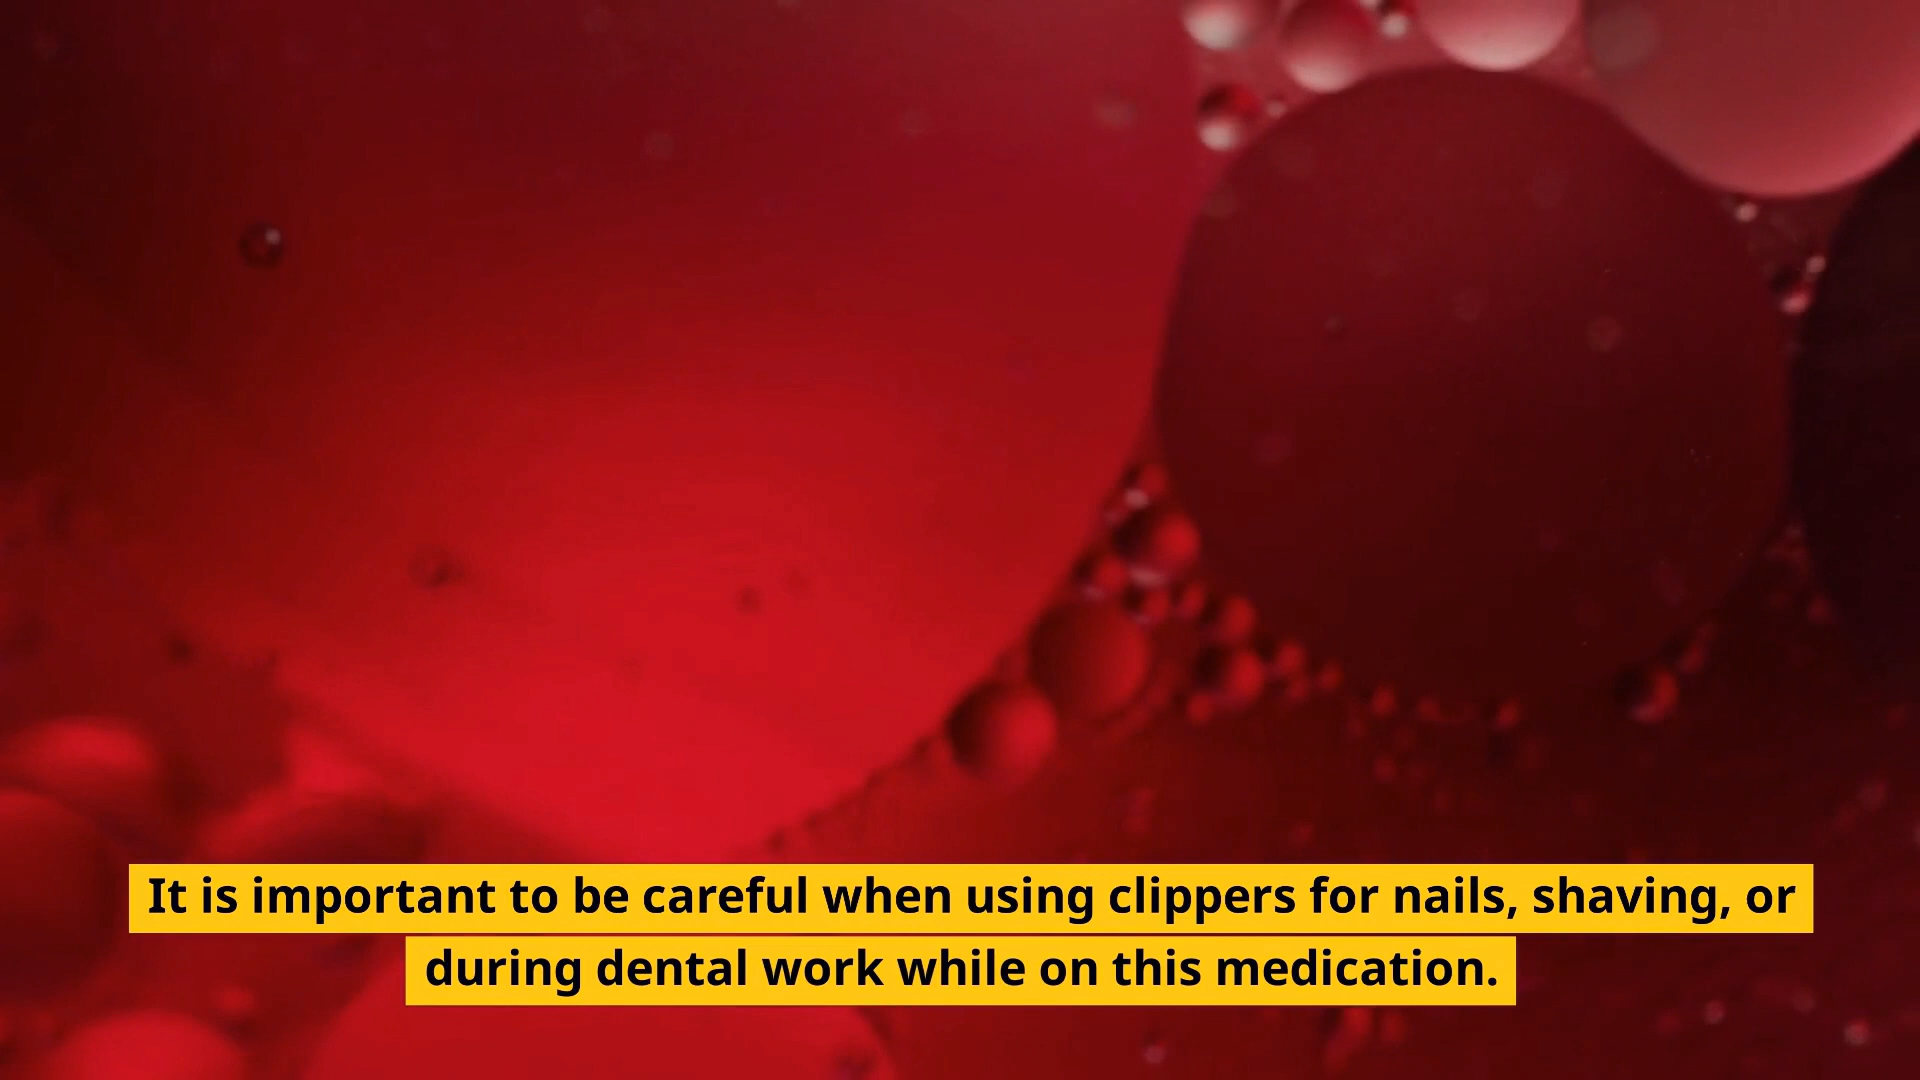 It is important to be careful when using clippers for nails, shaving, or
during dental work while on this medication.